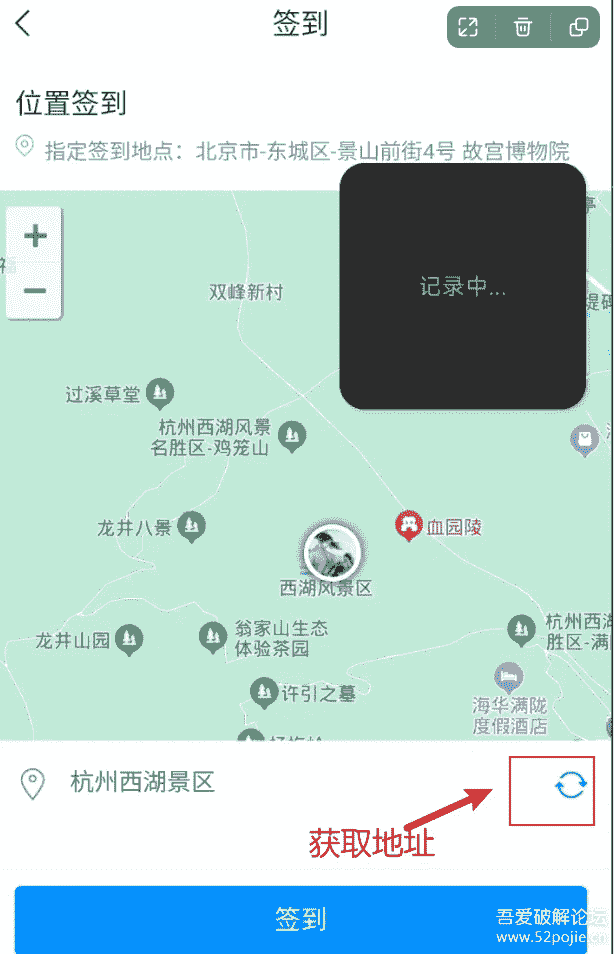 签到
位置签到
指定签到地点：北京市-东城区-景山前街4号 故宫博物院
双峰新村
记录中...
过溪草堂
杭州西湖风景
名胜区-鸡笼山
龙井八景
血园陵
西湖风景区
杭州西湖
胜区-满
翁家山生态
体验茶园
龙井山园
许引之墓
海华满陇
度假酒店
杭州西湖景区
获取地址
签到
吾爱破解论坛
www.52pojie.cn